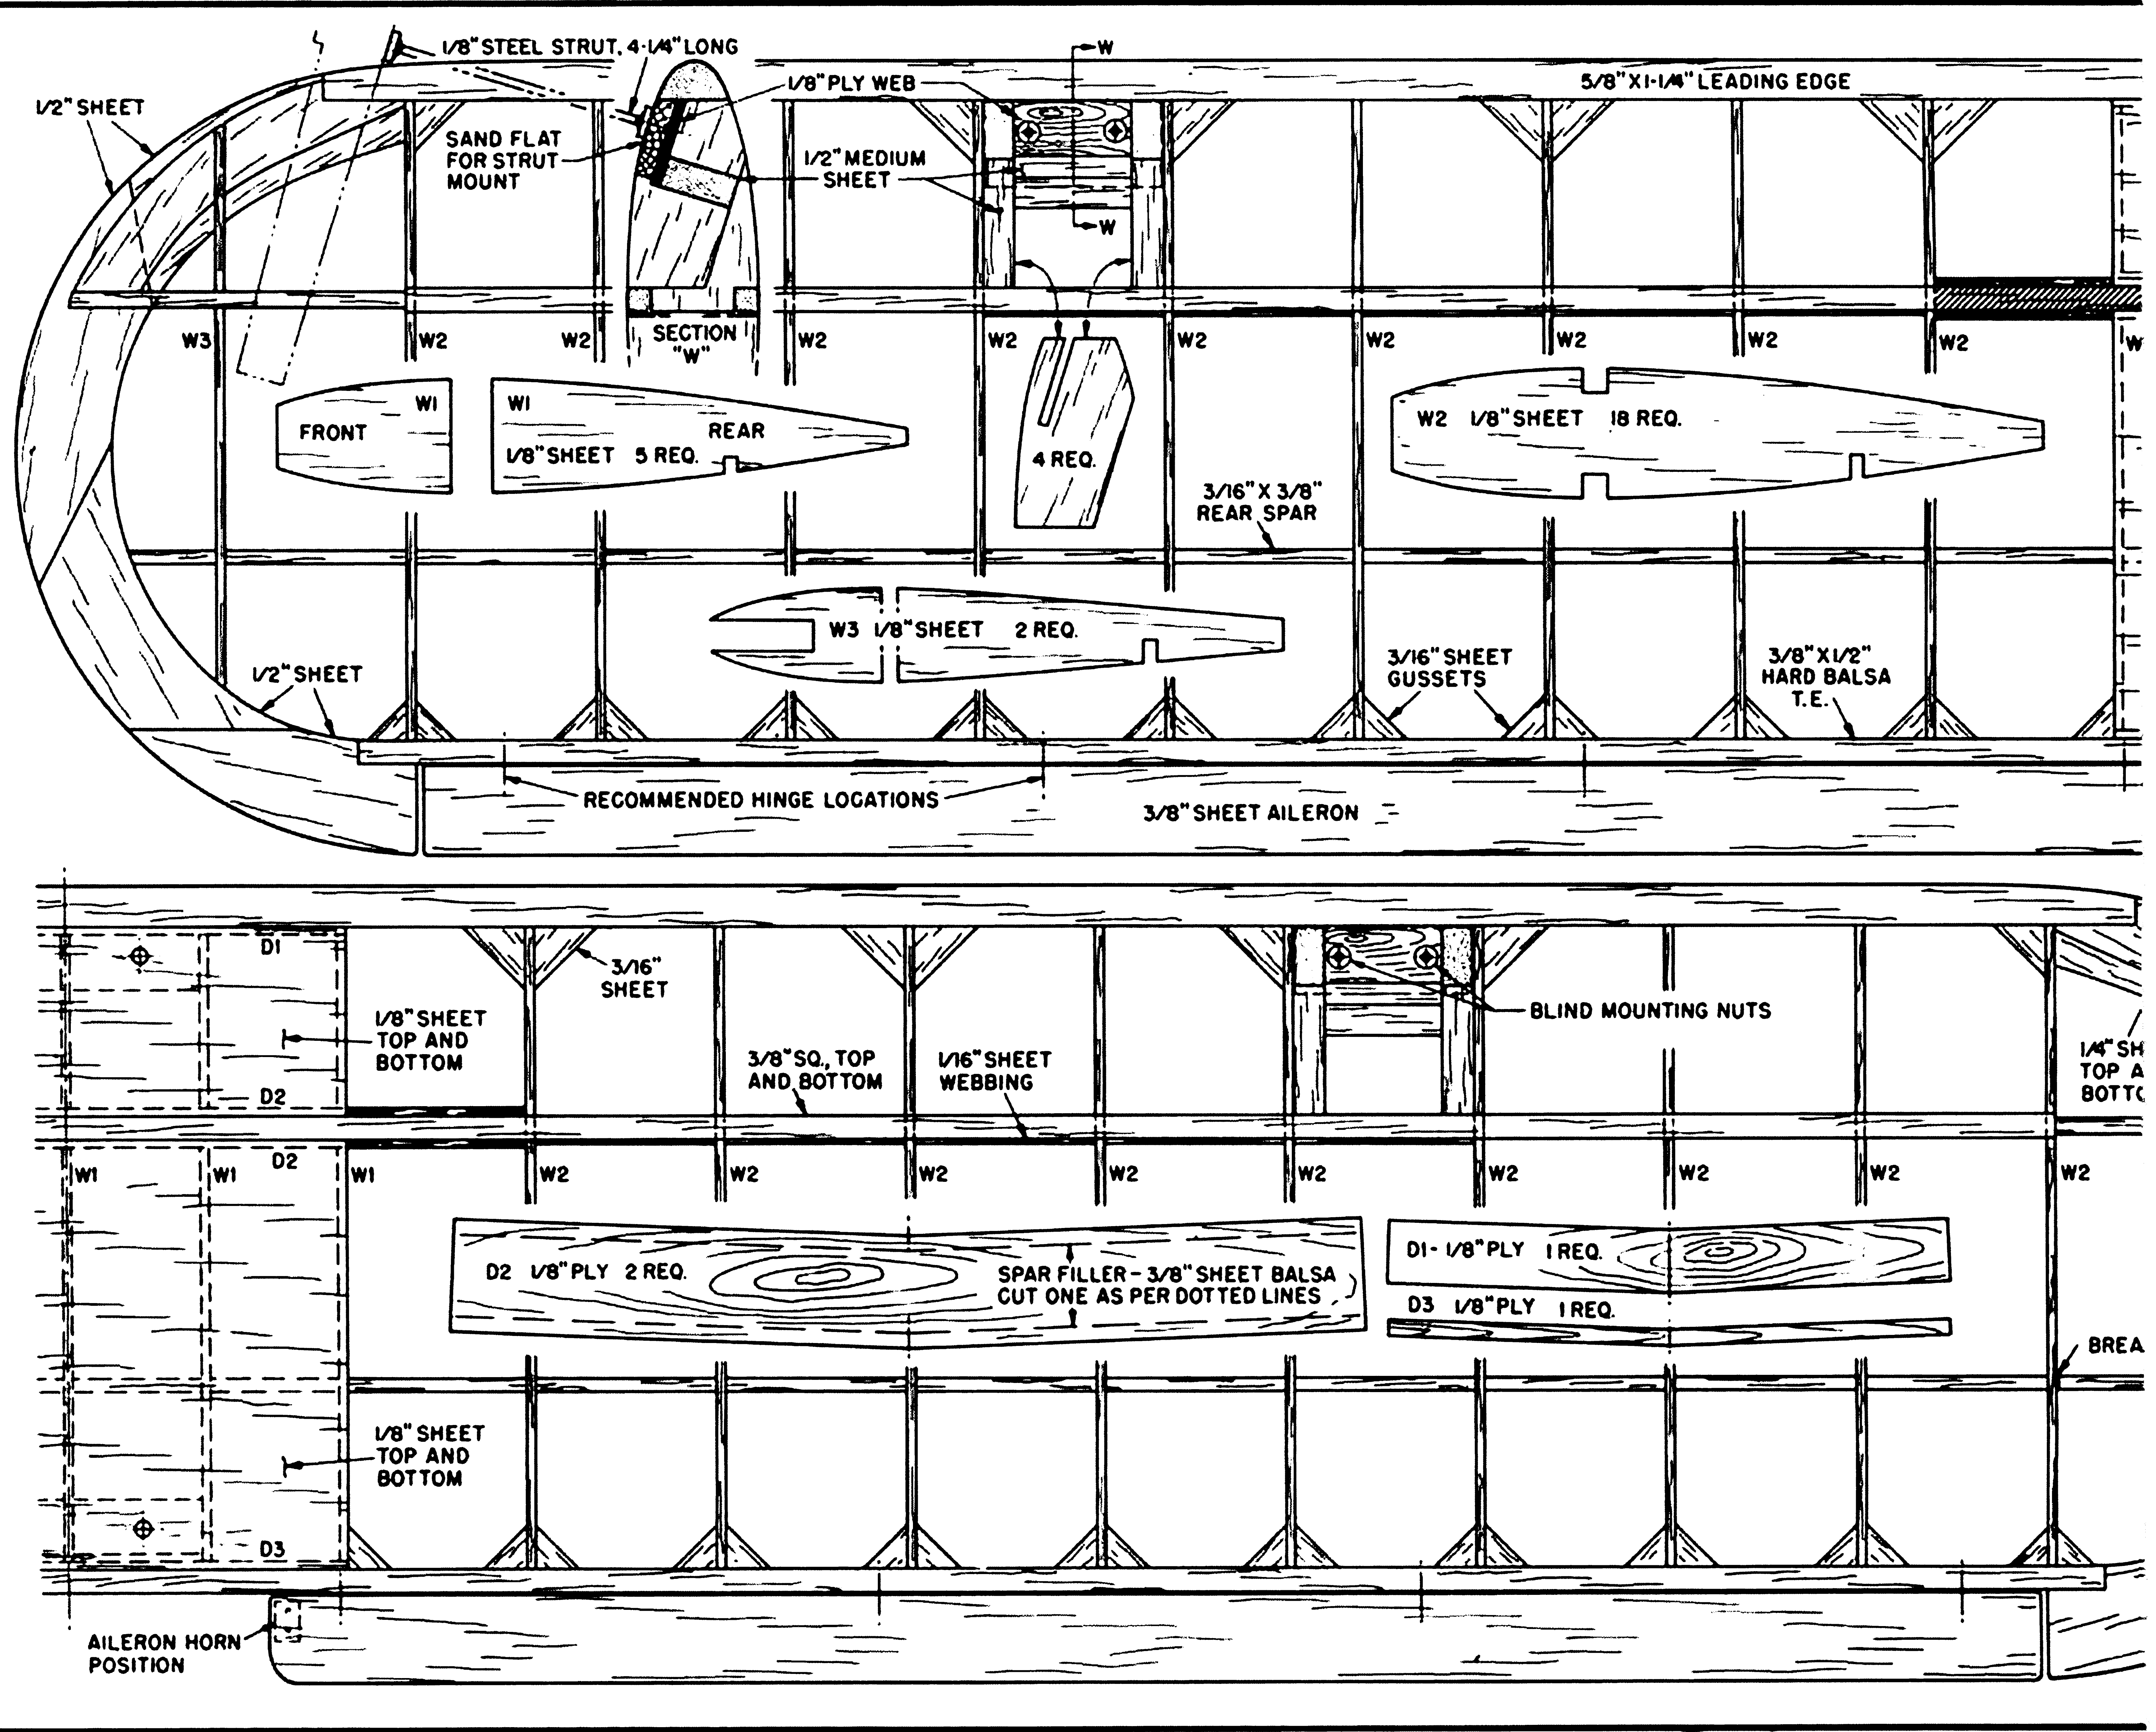 1/8" STEEL STRUT, 4-1/4" LONG
W
1/8" PLY WEB
5/8" X 1-1/4" LEADING EDGE
1/2" SHEET
SAND FLAT
FOR STRUT
MOUNT
1/2" MEDIUM
SHEET
W
W3
W2
W2
SECTION
"W"
W2
W2
W2
W2
W2
W2
W2
W
FRONT
W1
W1
REAR
1/8" SHEET 5 REQ.
4 REQ.
W2 1/8" SHEET 18 REQ.
3/16" X 3/8"
REAR SPAR
W3 1/8" SHEET 2 REQ.
1/2" SHEET
3/16" SHEET
GUSSETS
3/8" X 1/2"
HARD BALSA
T.E.
RECOMMENDED HINGE LOCATIONS
3/8" SHEET AILERON
D1
3/16"
SHEET
1/8" SHEET
TOP AND
BOTTOM
BLIND MOUNTING NUTS
3/8" SQ., TOP
AND BOTTOM
1/16" SHEET
WEBBING
1/4" SH
TOP A
BOTTO
D2
D2
W1
W1
W1
W2
W2
W2
W2
W2
W2
W2
W2
W2
D2 1/8" PLY 2 REQ.
SPAR FILLER - 3/8" SHEET BALSA
CUT ONE AS PER DOTTED LINES
D1 - 1/8" PLY 1 REQ.
D3 1/8" PLY 1 REQ.
BREA
1/8" SHEET
TOP AND
BOTTOM
D3
AILERON HORN
POSITION